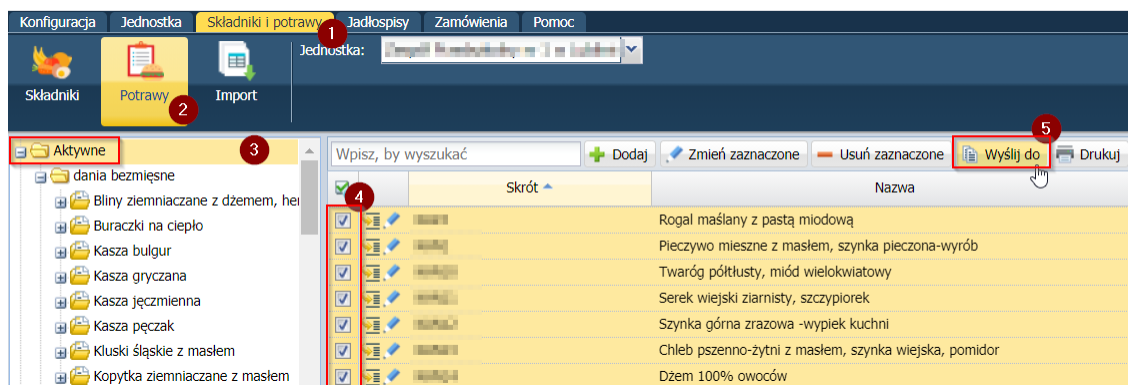 Konfiguracja Jednostka Składniki i potrawy Jadłospisy Zamówienia Pomoc
1
Jednostka:
Składniki Potrawy Import
2
5
Aktywne 3 Wpisz, by wyszukać Dodaj Zmień zaznaczone Usuń zaznaczone Wyślij do Drukuj
dania bezmięsne 4 Skrót Nazwa
Bliny ziemniaczane z dżemem, her
Buraczki na ciepło Rogal maślany z pastą miodową
Kasza bulgur Pieczywo mieszne z masłem, szynka pieczona-wyrób
Kasza gryczana Twaróg półtłusty, miód wielokwiatowy
Kasza jęczmienna Serek wiejski ziarnisty, szczypiorek
Kasza pęczak Szynka górna zrazowa -wypiek kuchni
Kluski śląskie z masłem Chleb pszenno-żytni z masłem, szynka wiejska, pomidor
Kopytka ziemniaczane z masłem Dżem 100% owoców